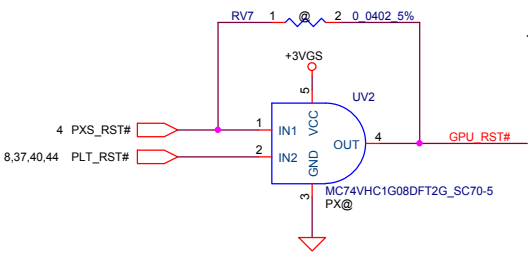 RV7 1 @ 2 0_0402_5%
+3VGS
5
UV2
4 PXS_RST# 1 IN1 VCC
OUT 4 GPU_RST#
8,37,40,44 PLT_RST# 2 IN2 GND
3
MC74VHC1G08DFT2G_SC70-5
PX@